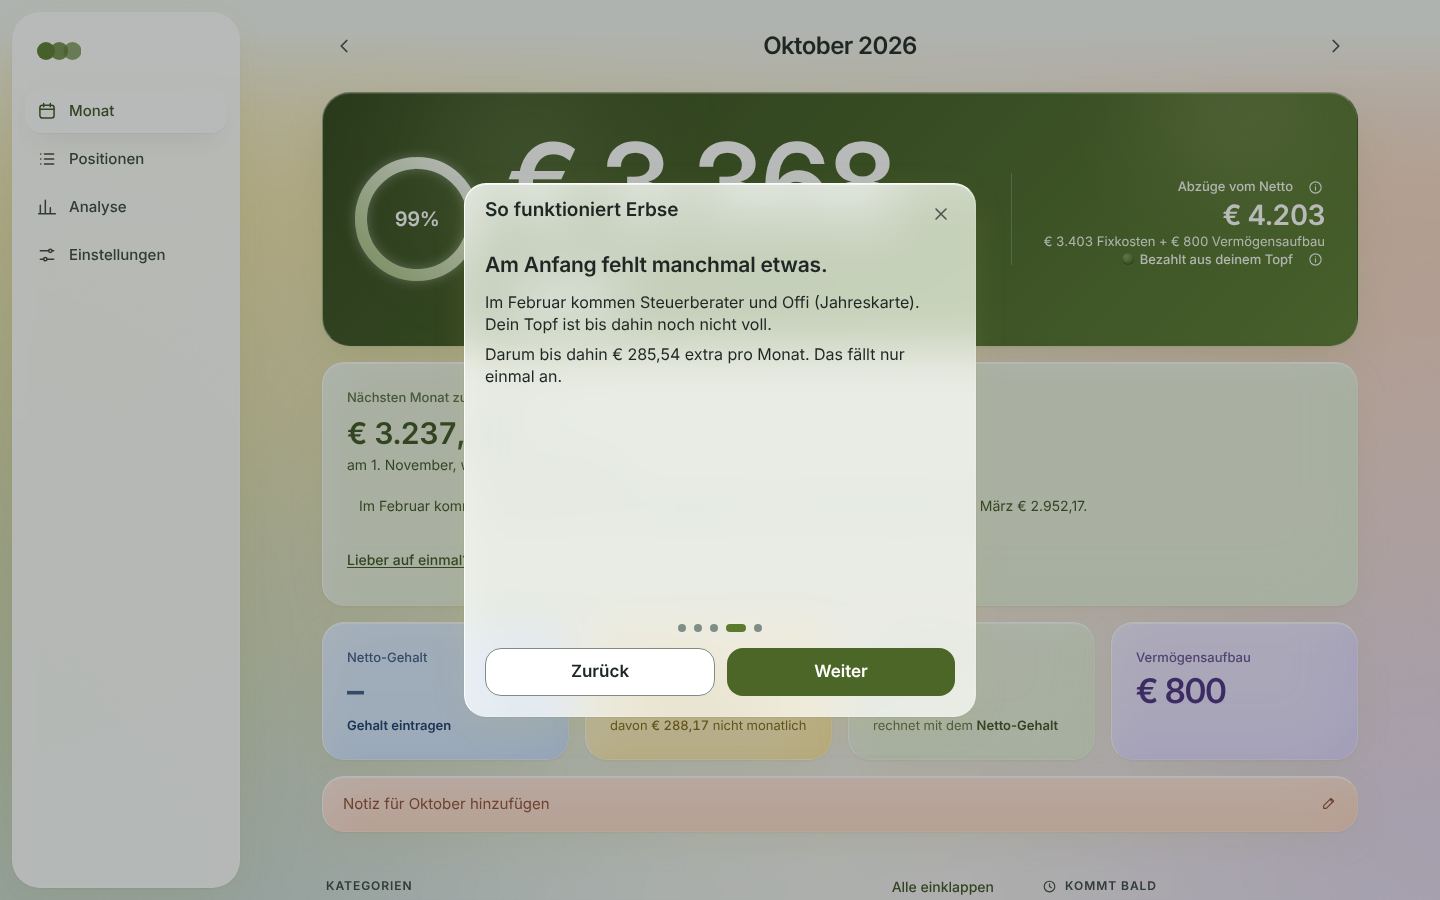 Monat
Positionen
Analyse
Einstellungen
Oktober 2026
99%
€ 3.368
Abzüge vom Netto
€ 4.203
€ 3.403 Fixkosten + € 800 Vermögensaufbau
Bezahlt aus deinem Topf
So funktioniert Erbse
Am Anfang fehlt manchmal etwas.
Im Februar kommen Steuerberater und Offi (Jahreskarte).
Dein Topf ist bis dahin noch nicht voll.
Darum bis dahin € 285,54 extra pro Monat. Das fällt nur
einmal an.
Zurück
Weiter
Nächsten Monat
€ 3.237,
am 1. November,
Im Februar
März € 2.952,17.
Lieber auf einmal
Netto-Gehalt
–
Gehalt eintragen
davon € 288,17 nicht monatlich
rechnet mit dem Netto-Gehalt
Vermögensaufbau
€ 800
Notiz für Oktober hinzufügen
KATEGORIEN
Alle einklappen
KOMMT BALD